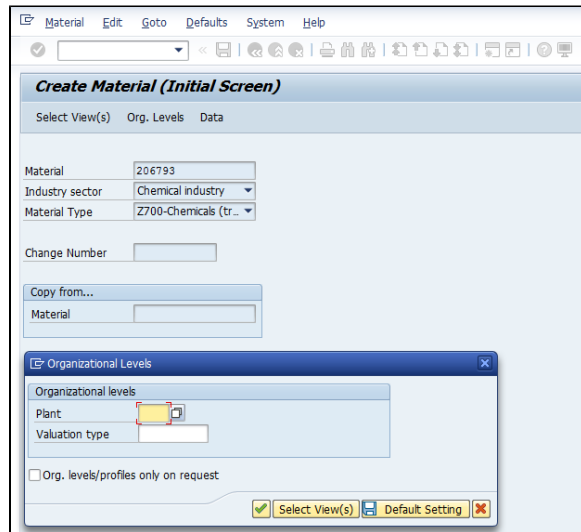 Material Edit Goto Defaults System Help
Create Material (Initial Screen)
Select View(s) Org. Levels Data
Material 206793
Industry sector Chemical industry
Material Type Z700-Chemicals (tr...
Change Number
Copy from...
Material
Organizational Levels
Organizational levels
Plant
Valuation type
Org. levels/profiles only on request
Select View(s) Default Setting